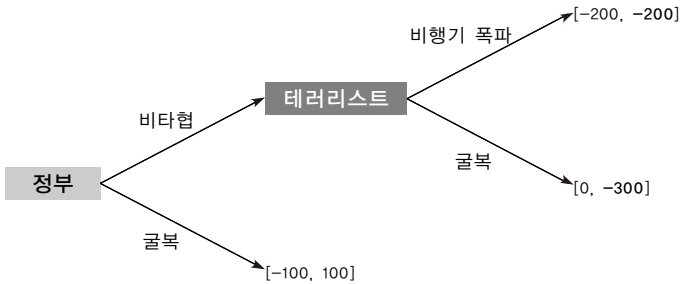 비행기 폭파
[−200, −200]
테러리스트
비타협
굴복
[0, −300]
정부
굴복
[−100, 100]